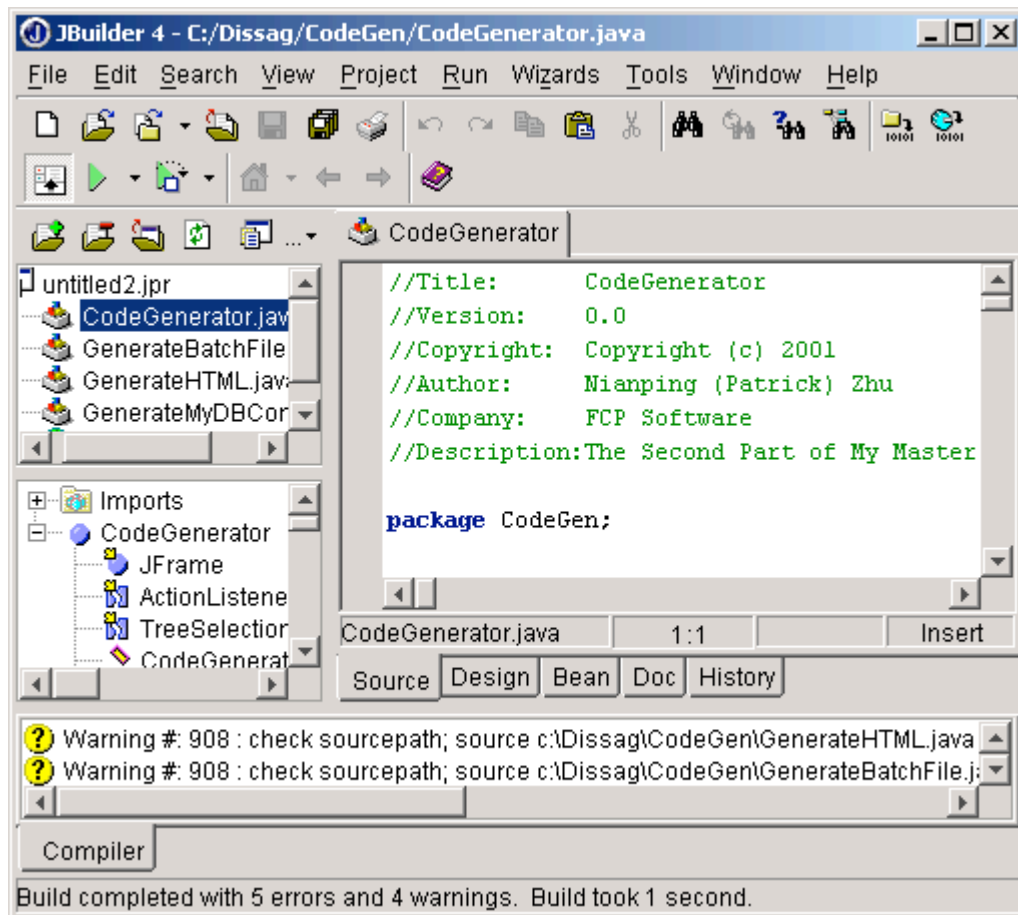 JBuilder 4 - C:/Dissag/CodeGen/CodeGenerator.java
File Edit Search View Project Run Wizards Tools Window Help
CodeGenerator
untitled2.jpr
CodeGenerator.jav
GenerateBatchFile
GenerateHTML.java
GenerateMyDBCor
//Title: CodeGenerator
//Version: 0.0
//Copyright: Copyright (c) 2001
//Author: Nianping (Patrick) Zhu
//Company: FCP Software
//Description:The Second Part of My Master
package CodeGen;
Imports
CodeGenerator
JFrame
ActionListene
TreeSelection
CodeGenerat
CodeGenerator.java 1:1 Insert
Source Design Bean Doc History
Warning #: 908 : check sourcepath; source c:\Dissag\CodeGen\GenerateHTML.java
Warning #: 908 : check sourcepath; source c:\Dissag\CodeGen\GenerateBatchFile.j
Compiler
Build completed with 5 errors and 4 warnings. Build took 1 second.